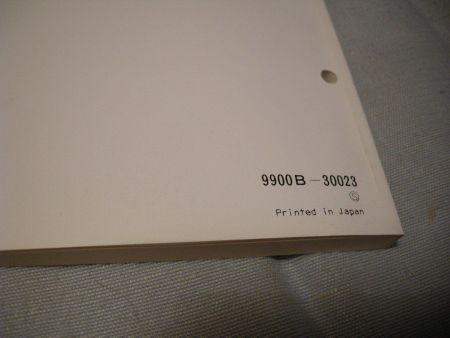 9900B-30023
Ⓢ
Printed in Japan